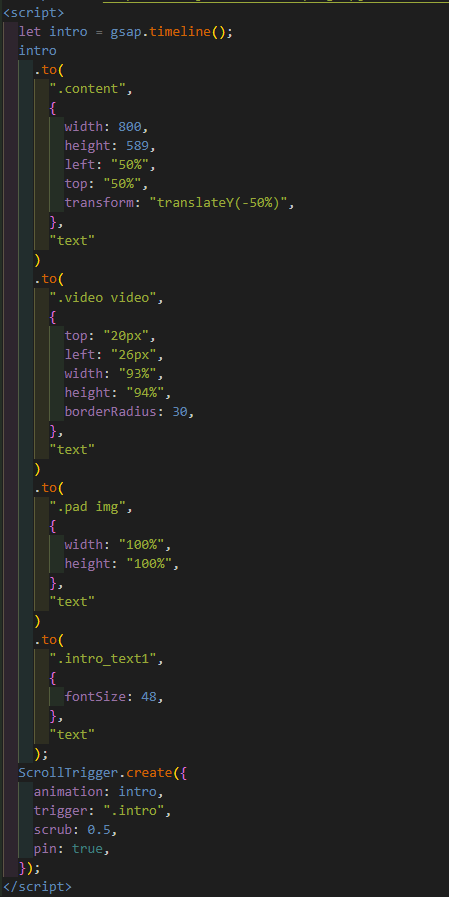 <script>
let intro = gsap.timeline();
intro
.to(
".content",
{
width: 800,
height: 589,
left: "50%",
top: "50%",
transform: "translateY(-50%)",
},
"text"
)
.to(
".video video",
{
top: "20px",
left: "26px",
width: "93%",
height: "94%",
borderRadius: 30,
},
"text"
)
.to(
".pad img",
{
width: "100%",
height: "100%",
},
"text"
)
.to(
".intro_text1",
{
fontSize: 48,
},
"text"
);
ScrollTrigger.create({
animation: intro,
trigger: ".intro",
scrub: 0.5,
pin: true,
});
</script>